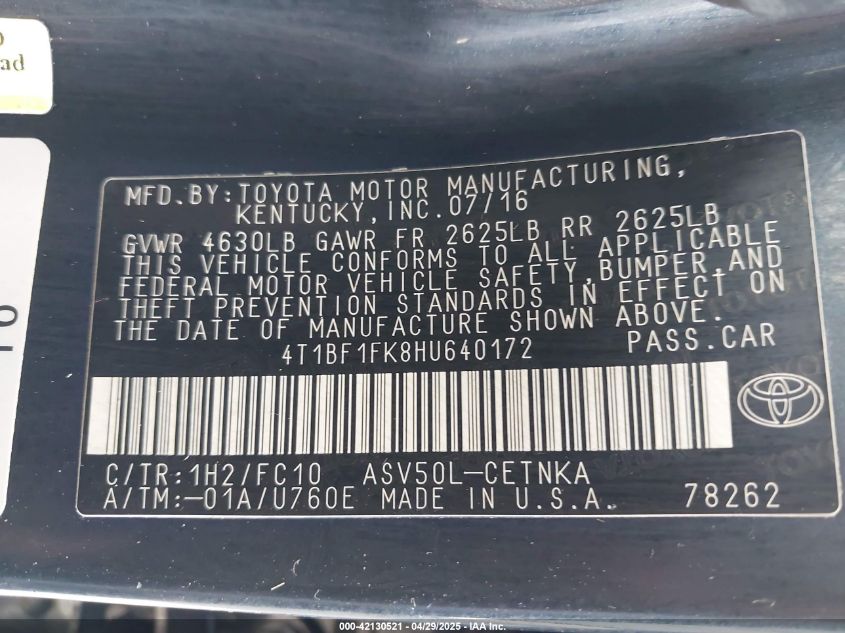 ad
MFD.BY:TOYOTA MOTOR MANUFACTURING,
KENTUCKY,INC.07/16
GVWR 4630LB GAWR FR 2625LB RR 2625LB
THIS VEHICLE CONFORMS TO ALL APPLICABLE
FEDERAL MOTOR VEHICLE SAFETY,BUMPER,AND
THEFT PREVENTION STANDARDS IN EFFECT ON
THE DATE OF MANUFACTURE SHOWN ABOVE.
4T1BF1FK8HU640172 PASS.CAR
C/TR:1H2/FC10 ASV50L-CETNKA
A/TM:-01A/U760E MADE IN U.S.A. 78262
000-42130521 - 04/29/2025 - IAA Inc.